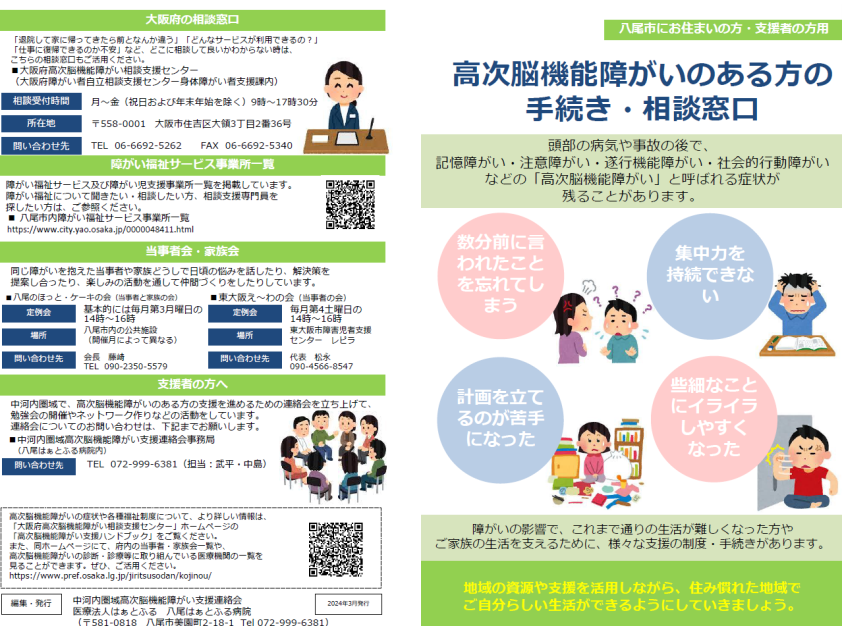 大阪府の相談窓口
「退院して家に帰ってきたら前となんか違う」「どんなサービスが利用できるの？」
「仕事に復帰できるのか不安」など、どこに相談して良いかわからない時は、
こちらの相談窓口もご活用ください。
■大阪府高次脳機能障がい相談支援センター
（大阪府障がい者自立相談支援センター身体障がい者支援課内）
相談受付時間 月～金（祝日および年末年始を除く）9時～17時30分
所在地 〒558-0001 大阪市住吉区大領3丁目2番36号
問い合わせ先 TEL 06-6692-5262 FAX 06-6692-5340
障がい福祉サービス事業所一覧
障がい福祉サービス及び障がい児支援事業所一覧を掲載しています。
障がい福祉について聞きたい・相談したい方、相談支援専門員を
探したい方は、ご参照ください。
■ 八尾市内障がい福祉サービス事業所一覧
https://www.city.yao.osaka.jp/0000048411.html
当事者会・家族会
同じ障がいを抱えた当事者や家族どうしで日頃の悩みを話したり、解決策を
提案し合ったり、楽しみの活動を通して仲間づくりをしたりしています。
■八尾のほっと・ケーキの会（当事者と家族の会）
定例会 基本的には毎月第3月曜日の
14時～16時
場所 八尾市内の公共施設
（開催月によって異なる）
問い合わせ先 会長 藤崎
TEL 090-2350-5579
■東大阪え～わの会（当事者の会）
定例会 毎月第4土曜日の
14時～16時
場所 東大阪市障害児者支援
センター レピラ
問い合わせ先 代表 松永
090-4566-8547
支援者の方へ
中河内圏域で、高次脳機能障がいのある方の支援を進めるための連絡会を立ち上げて、
勉強会の開催やネットワーク作りなどの活動をしています。
連絡会についてのお問い合わせは、下記までお願いします。
■中河内圏域高次脳機能障がい支援連絡会事務局
（八尾はぁとふる病院内）
問い合わせ先 TEL 072-999-6381（担当：武平・中島）
高次脳機能障がいの症状や各種福祉制度について、より詳しい情報は、
「大阪府高次脳機能障がい相談支援センター」ホームページの
「高次脳機能障がい支援ハンドブック」をご覧ください。
また、同ホームページにて、府内の当事者・家族会一覧や、
高次脳機能障がいの診断・診療等に取り組んでいる医療機関の一覧を
見ることができます。ぜひ、ご活用ください。
https://www.pref.osaka.lg.jp/jiritsusodan/kojinou/
編集・発行 中河内圏域高次脳機能障がい支援連絡会
医療法人はぁとふる 八尾はぁとふる病院
（〒581-0818 八尾市美園町2-18-1 Tel 072-999-6381）
2024年3月発行
八尾市にお住まいの方・支援者の方用
高次脳機能障がいのある方の
手続き・相談窓口
頭部の病気や事故の後で、
記憶障がい・注意障がい・遂行機能障がい・社会的行動障がい
などの「高次脳機能障がい」と呼ばれる症状が
残ることがあります。
数分前に言
われたこと
を忘れてし
まう
集中力を
持続できな
い
計画を立て
るのが苦手
になった
些細なこと
にイライラ
しやすく
なった
障がいの影響で、これまで通りの生活が難しくなった方や
ご家族の生活を支えるために、様々な支援の制度・手続きがあります。
地域の資源や支援を活用しながら、住み慣れた地域で
ご自分らしい生活ができるようにしていきましょう。